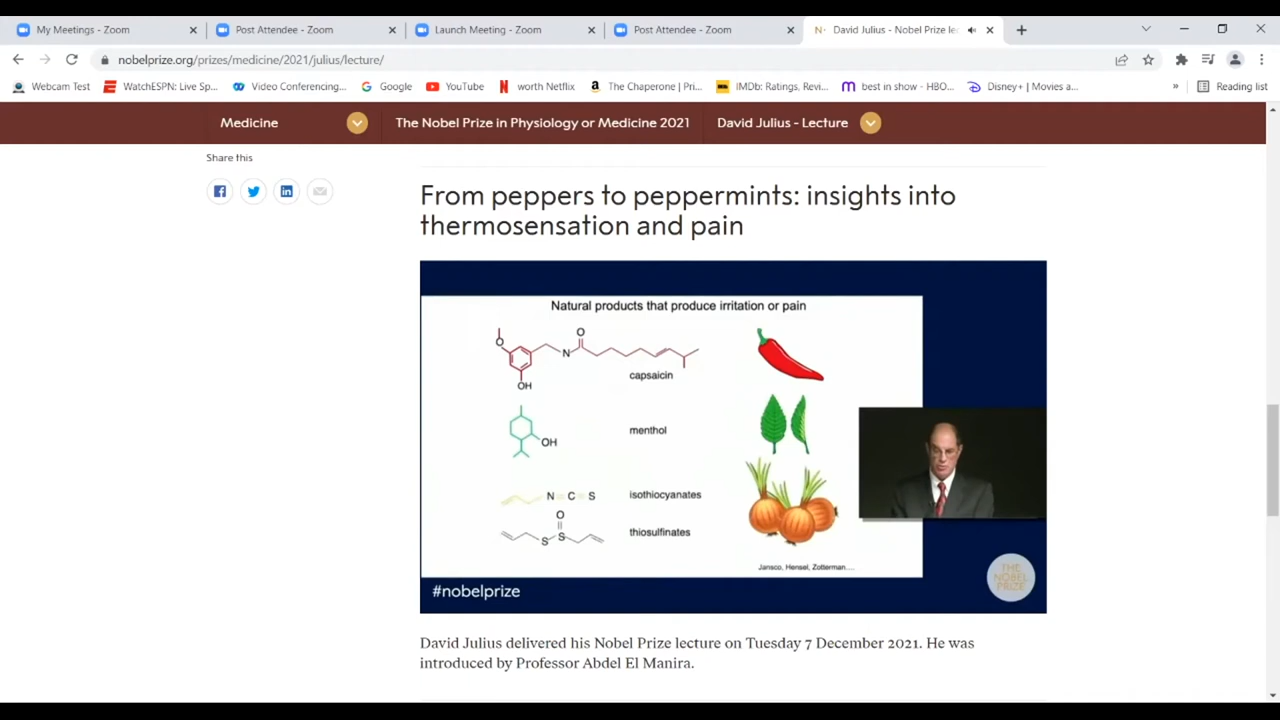 My Meetings - Zoom
Post Attendee - Zoom
Launch Meeting - Zoom
Post Attendee - Zoom
David Julius - Nobel Prize lec
nobelprize.org/prizes/medicine/2021/julius/lecture/
Webcam Test
WatchESPN: Live Sp...
Video Conferencing...
Google
YouTube
worth Netflix
The Chaperone | Pri...
IMDb: Ratings, Revi...
best in show - HBO...
Disney+ | Movies a...
»
Reading list
Medicine
The Nobel Prize in Physiology or Medicine 2021
David Julius - Lecture
Share this
From peppers to peppermints: insights into
thermosensation and pain
Natural products that produce irritation or pain
O
O
N
capsaicin
OH
menthol
OH
N C S
isothiocyanates
O
thiosulfinates
S S
Jansco, Hensel, Zotterman....
THE
NOBEL
PRIZE
#nobelprize
David Julius delivered his Nobel Prize lecture on Tuesday 7 December 2021. He was
introduced by Professor Abdel El Manira.